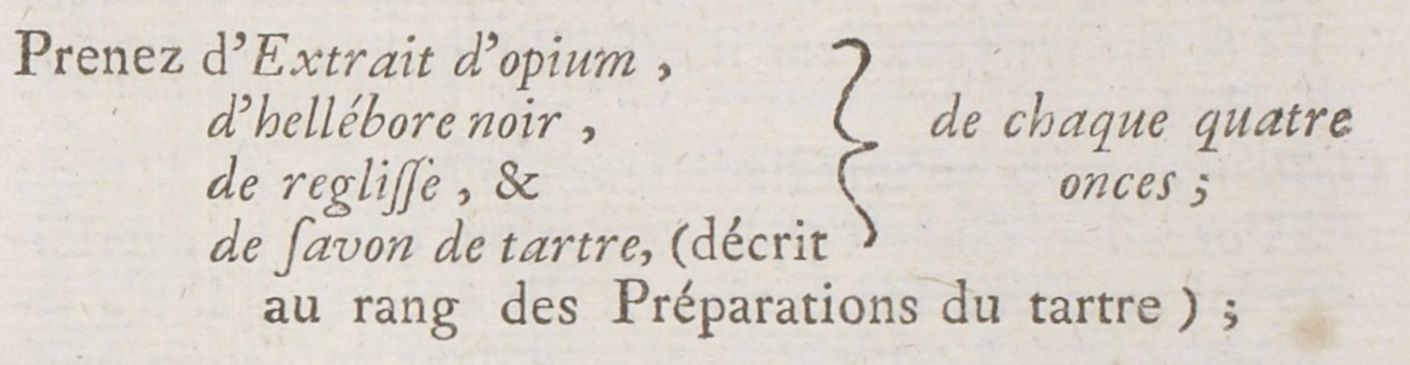 Prenez d'Extrait d'opium ,
d'hellébore noir ,
de regliſſe , &
de ſavon de tartre, (décrit
au rang des Préparations du tartre ) ;
de chaque quatre
onces ;